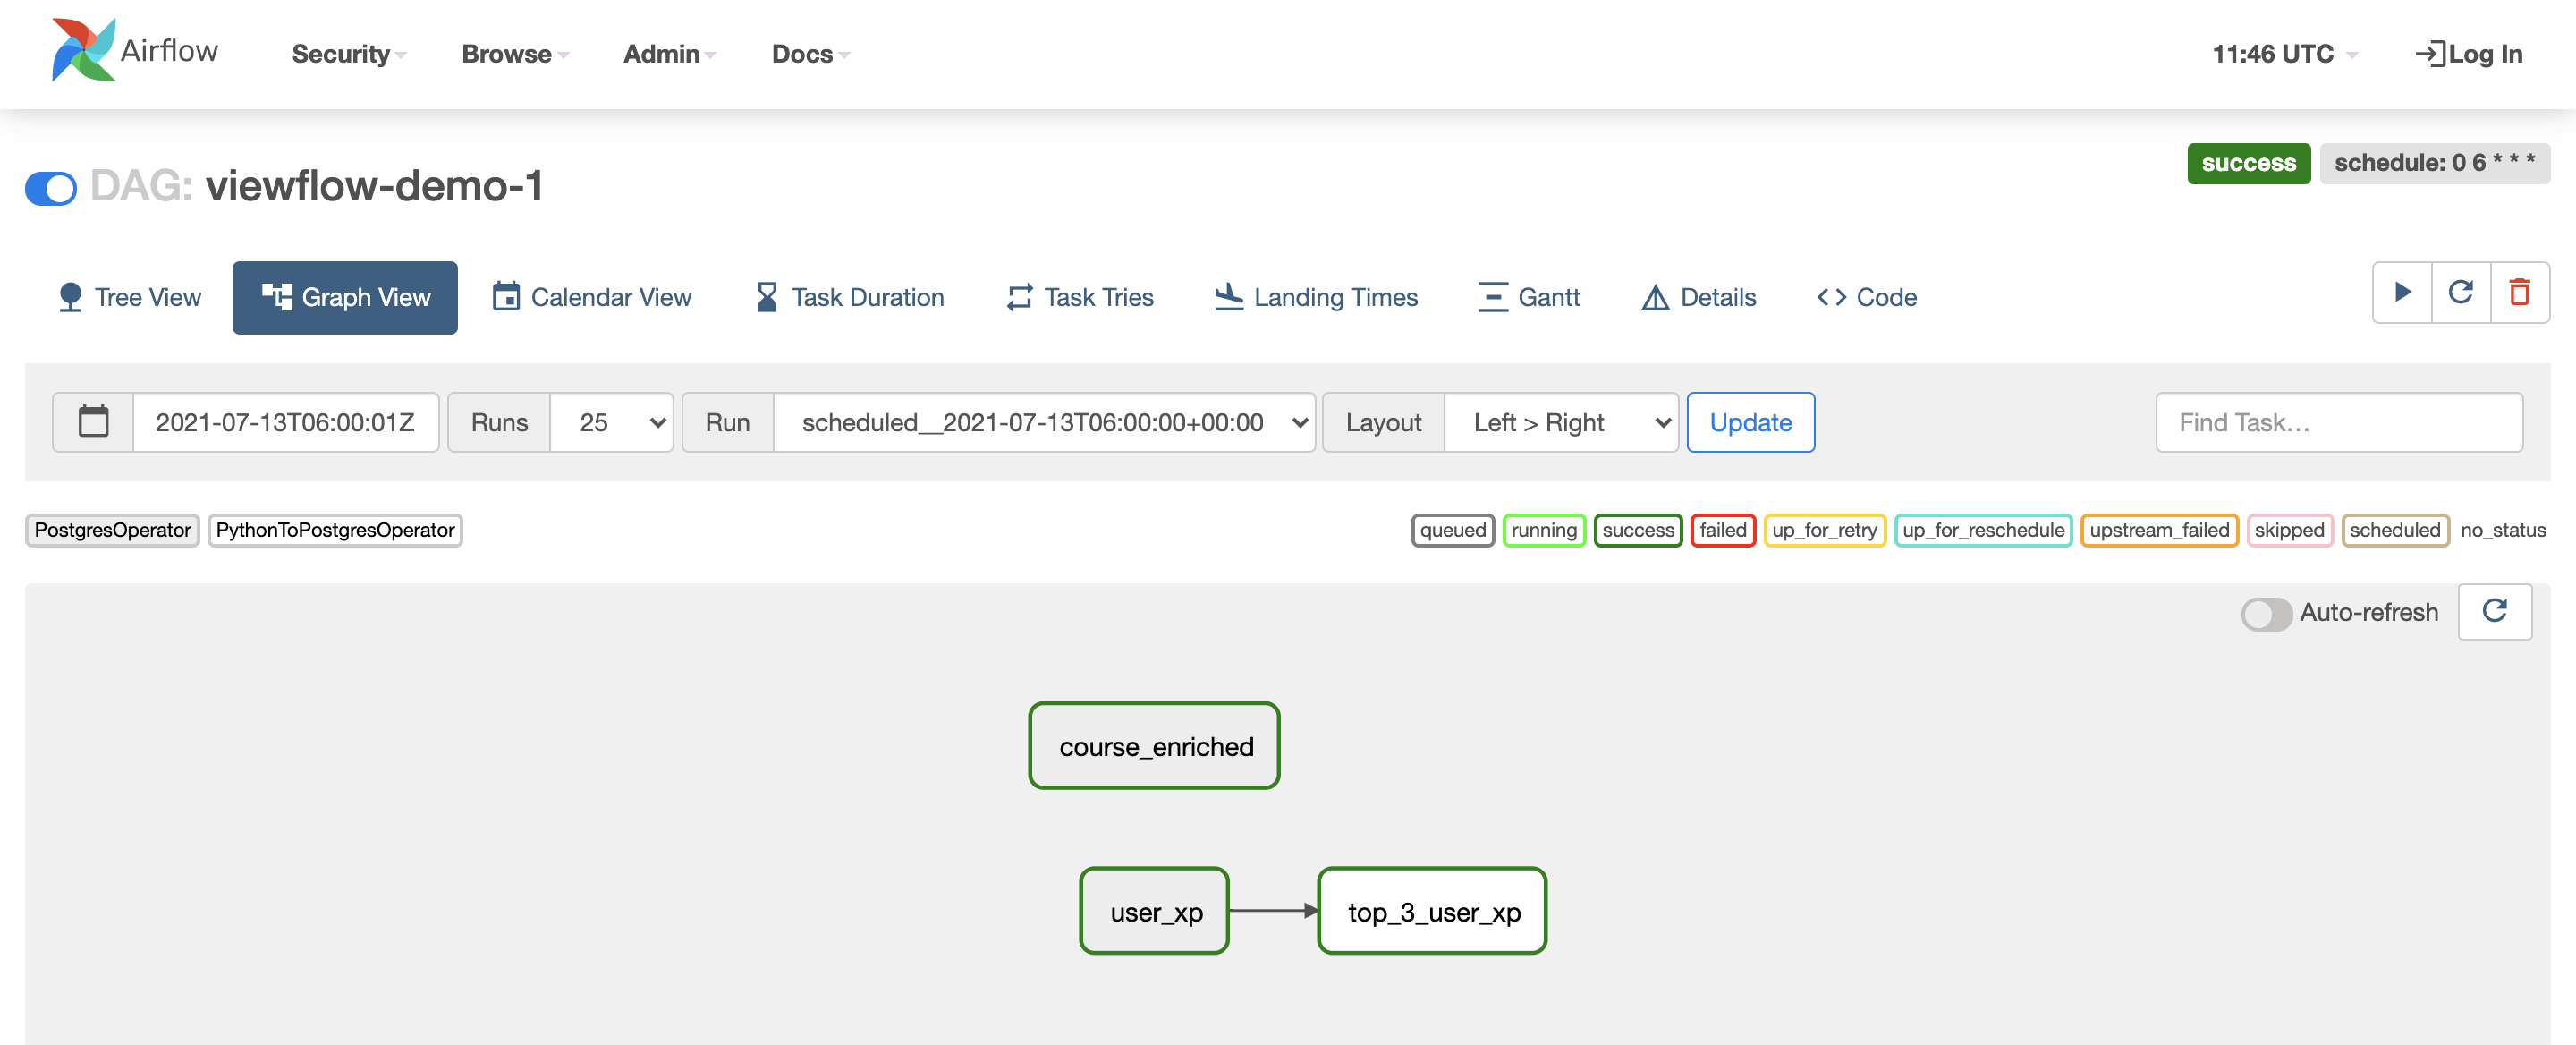 Airflow Security Browse Admin Docs 11:46 UTC Log In
success schedule: 0 6 * * *
DAG: viewflow-demo-1
Tree View Graph View Calendar View Task Duration Task Tries Landing Times Gantt Details Code
2021-07-13T06:00:01Z Runs 25 Run scheduled__2021-07-13T06:00:00+00:00 Layout Left > Right Update Find Task…
PostgresOperator PythonToPostgresOperator queued running success failed up_for_retry up_for_reschedule upstream_failed skipped scheduled no_status
Auto-refresh
course_enriched
user_xp top_3_user_xp